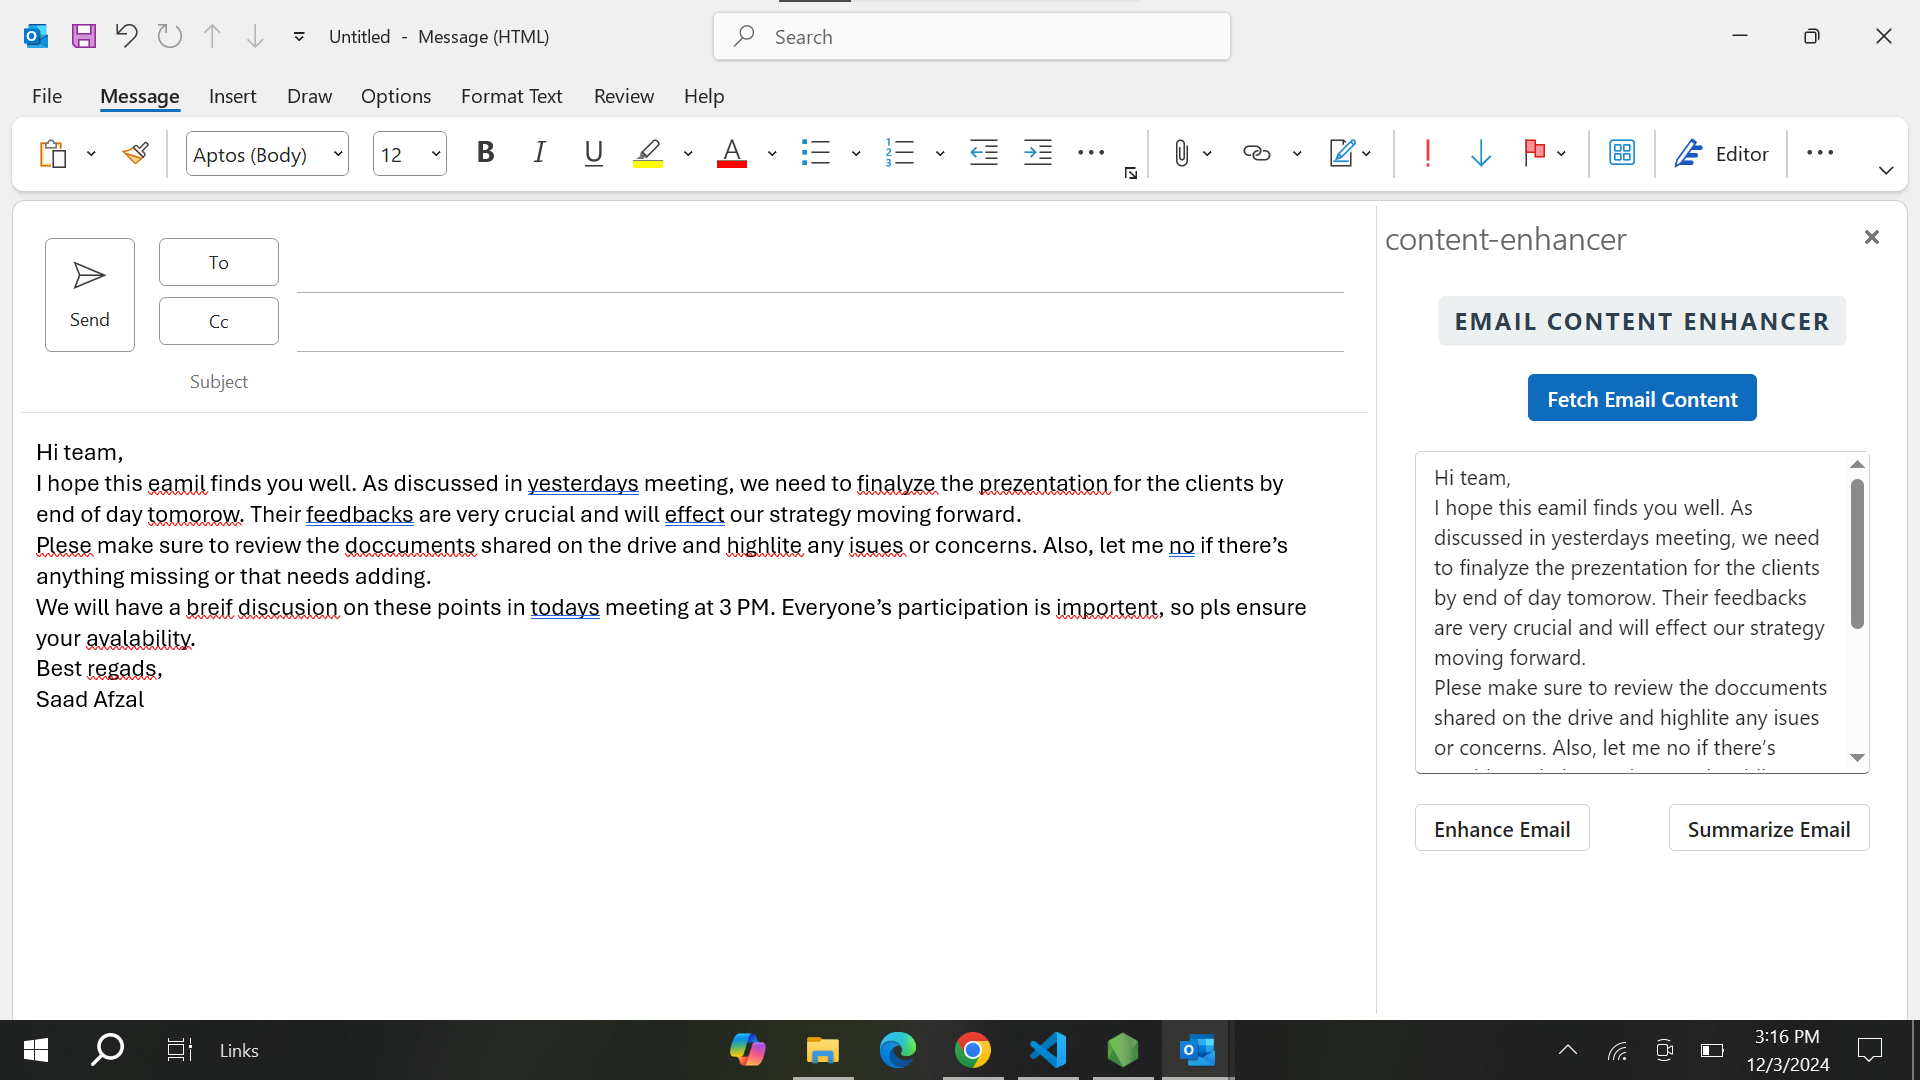 Untitled - Message (HTML)
Search
File Message Insert Draw Options Format Text Review Help
Aptos (Body) 12 B I U A Editor
Send
To
Cc
Subject
Hi team,
I hope this eamil finds you well. As discussed in yesterdays meeting, we need to finalyze the prezentation for the clients by
end of day tomorow. Their feedbacks are very crucial and will effect our strategy moving forward.
Plese make sure to review the doccuments shared on the drive and highlite any isues or concerns. Also, let me no if there’s
anything missing or that needs adding.
We will have a breif discusion on these points in todays meeting at 3 PM. Everyone’s participation is importent, so pls ensure
your avalability.
Best regads,
Saad Afzal
content-enhancer
EMAIL CONTENT ENHANCER
Fetch Email Content
Hi team,
I hope this eamil finds you well. As
discussed in yesterdays meeting, we need
to finalyze the prezentation for the clients
by end of day tomorow. Their feedbacks
are very crucial and will effect our strategy
moving forward.
Plese make sure to review the doccuments
shared on the drive and highlite any isues
or concerns. Also, let me no if there’s
Enhance Email
Summarize Email
Links
3:16 PM
12/3/2024